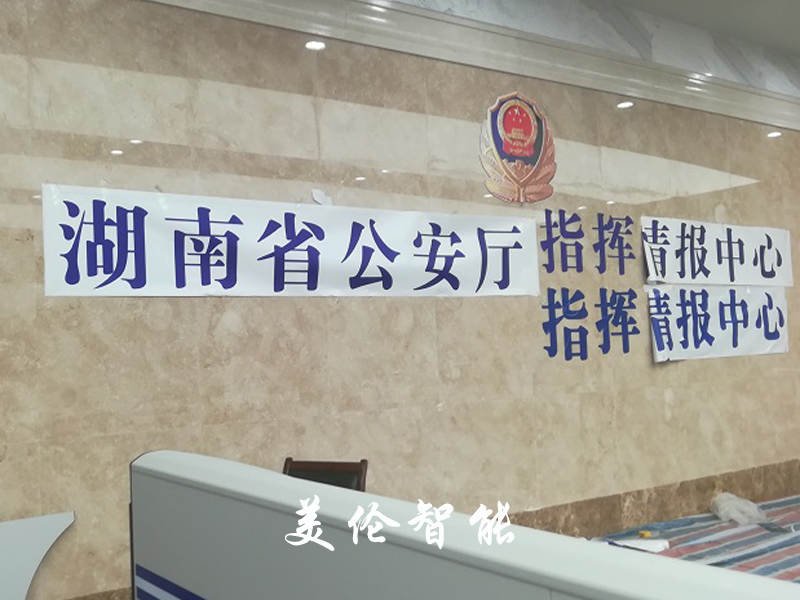 湖南省公安厅 指挥情报中心
指挥情报中心
美伦智能